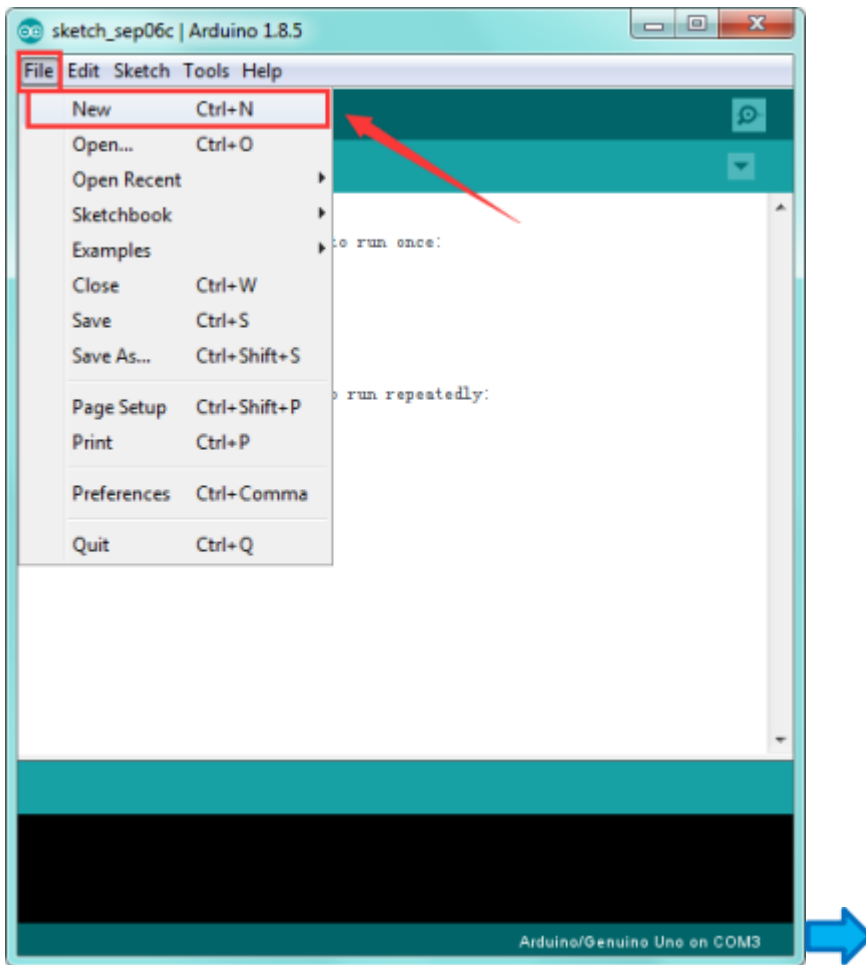 sketch_sep06c | Arduino 1.8.5
File Edit Sketch Tools Help
New Ctrl+N
Open... Ctrl+O
Open Recent
Sketchbook
Examples
to run once:
Close Ctrl+W
Save Ctrl+S
Save As... Ctrl+Shift+S
run repeatedly:
Page Setup Ctrl+Shift+P
Print Ctrl+P
Preferences Ctrl+Comma
Quit Ctrl+Q
Arduino/Genuino Uno on COM3